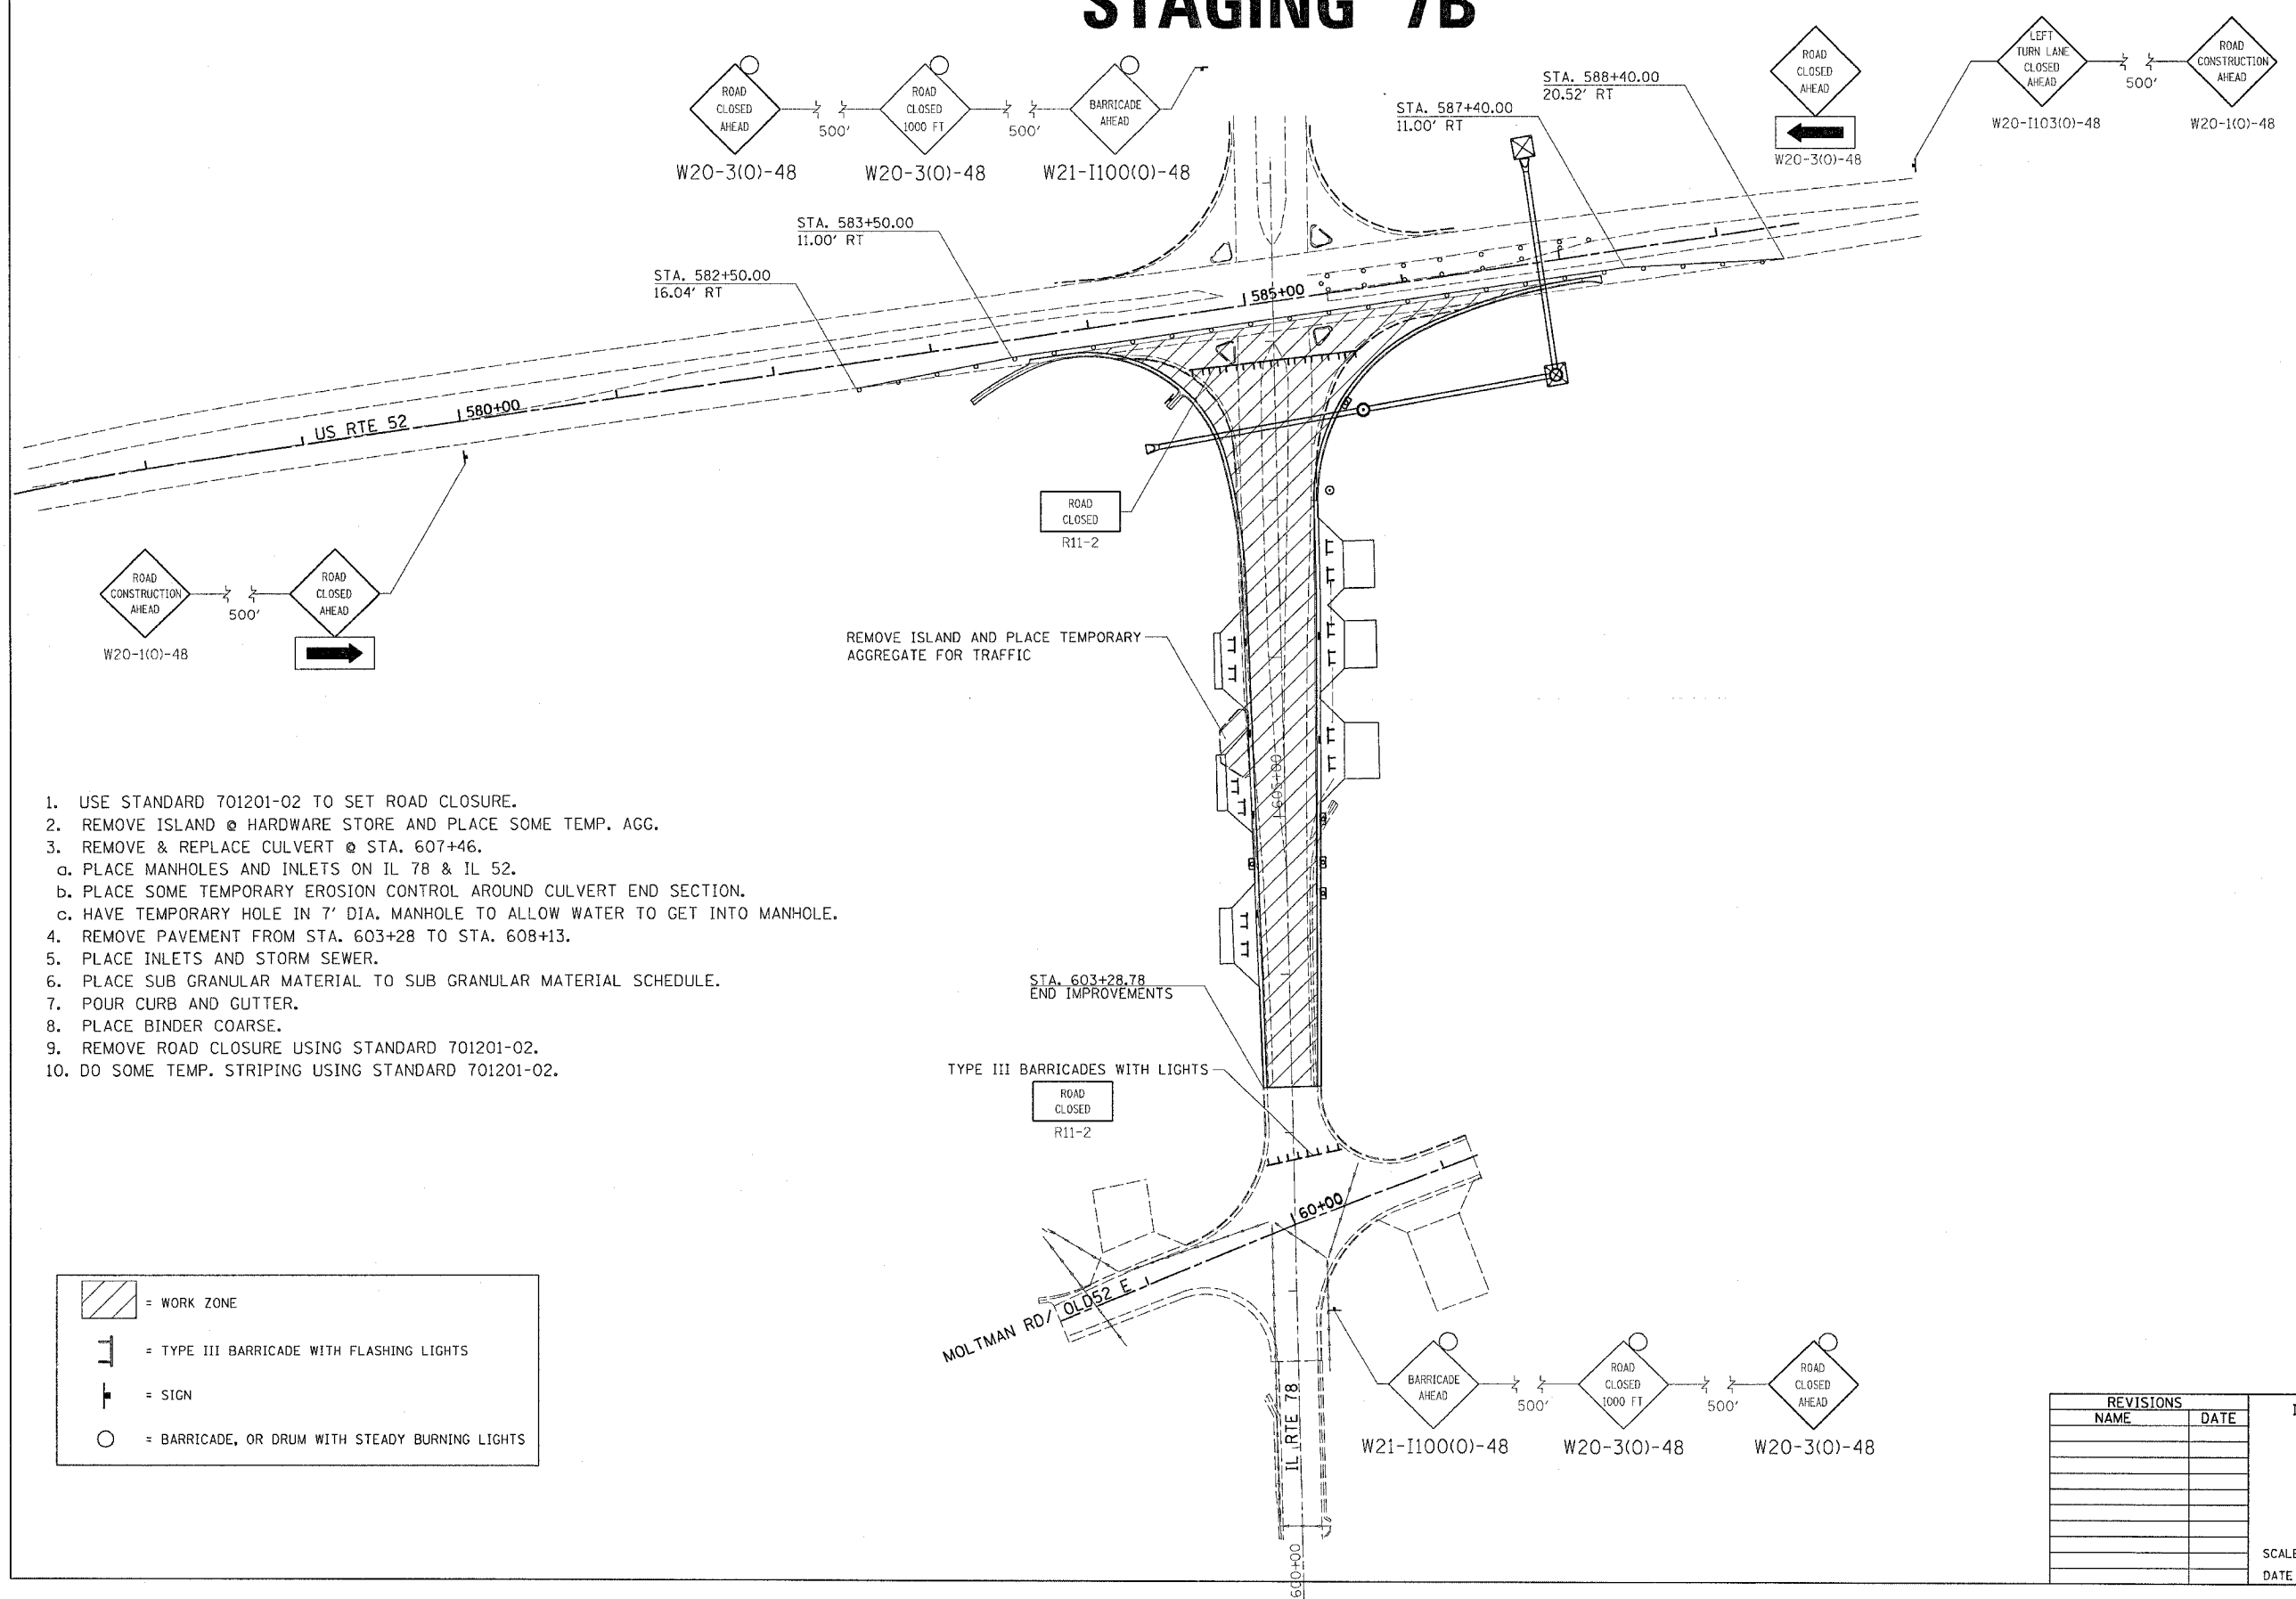 STAGING 7B
ROAD
CLOSED
AHEAD
500'
ROAD
CLOSED
1000 FT
500'
BARRICADE
AHEAD
W20-3(O)-48
W20-3(O)-48
W21-I100(O)-48
ROAD
CLOSED
AHEAD
W20-3(O)-48
LEFT
TURN LANE
CLOSED
AHEAD
500'
ROAD
CONSTRUCTION
AHEAD
W20-I103(O)-48
W20-1(O)-48
STA. 588+40.00
20.52' RT
STA. 587+40.00
11.00' RT
STA. 583+50.00
11.00' RT
STA. 582+50.00
16.04' RT
585+00
580+00
US RTE 52
ROAD
CLOSED
R11-2
ROAD
CONSTRUCTION
AHEAD
500'
ROAD
CLOSED
AHEAD
W20-1(O)-48
REMOVE ISLAND AND PLACE TEMPORARY
AGGREGATE FOR TRAFFIC
605+00
1. USE STANDARD 701201-02 TO SET ROAD CLOSURE.
2. REMOVE ISLAND @ HARDWARE STORE AND PLACE SOME TEMP. AGG.
3. REMOVE & REPLACE CULVERT @ STA. 607+46.
a. PLACE MANHOLES AND INLETS ON IL 78 & IL 52.
b. PLACE SOME TEMPORARY EROSION CONTROL AROUND CULVERT END SECTION.
c. HAVE TEMPORARY HOLE IN 7' DIA. MANHOLE TO ALLOW WATER TO GET INTO MANHOLE.
4. REMOVE PAVEMENT FROM STA. 603+28 TO STA. 608+13.
5. PLACE INLETS AND STORM SEWER.
6. PLACE SUB GRANULAR MATERIAL TO SUB GRANULAR MATERIAL SCHEDULE.
7. POUR CURB AND GUTTER.
8. PLACE BINDER COARSE.
9. REMOVE ROAD CLOSURE USING STANDARD 701201-02.
10. DO SOME TEMP. STRIPING USING STANDARD 701201-02.
STA. 603+28.78
END IMPROVEMENTS
TYPE III BARRICADES WITH LIGHTS
ROAD
CLOSED
R11-2
60+00
MOLTMAN RD/ OLD52 E
= WORK ZONE
= TYPE III BARRICADE WITH FLASHING LIGHTS
= SIGN
= BARRICADE, OR DRUM WITH STEADY BURNING LIGHTS
IL RTE 78
600+00
BARRICADE
AHEAD
500'
ROAD
CLOSED
1000 FT
500'
ROAD
CLOSED
AHEAD
W21-I100(O)-48
W20-3(O)-48
W20-3(O)-48
REVISIONS
NAME DATE
SCALE
DATE